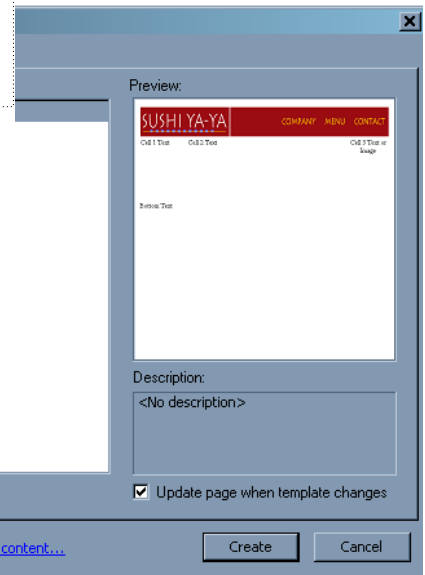 Preview:
SUSHI YA-YA
COMPANY MENU CONTACT
Cell 1 Text Cell 2 Text Cell 3 Text or
Image
Bottom Text
Description:
<No description>
Update page when template changes
content...
Create Cancel